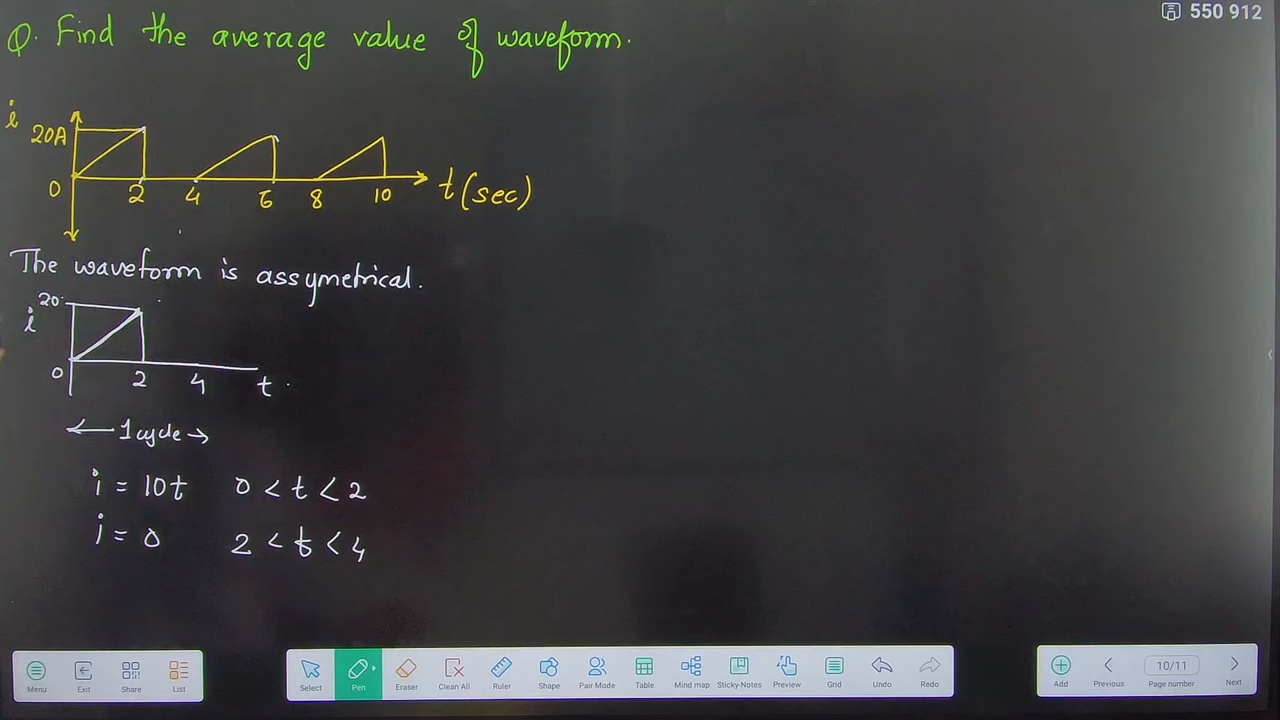 550 912
Q. Find the average value of waveform.
i
20A
0 2 4 6 8 10 t (sec)
The waveform is assymetrical.
20
i
0 2 4 t
1 cycle
i = 10t 0 < t < 2
i = 0 2 < t < 4
Menu Exit Share List Select Pen Eraser Clean All Ruler Shape Pair Mode Table Mind map Sticky-Notes Preview Grid Undo Redo Add Previous 10/11 Page number Next